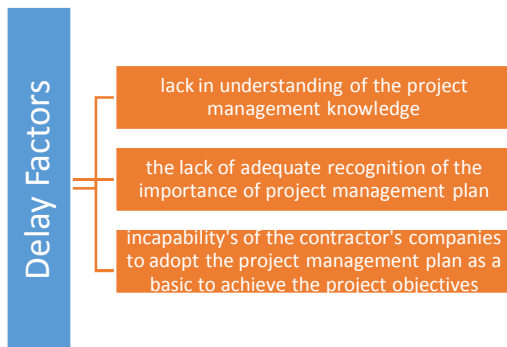 Delay Factors
lack in understanding of the project
management knowledge
the lack of adequate recognition of the
importance of project management plan
incapability's of the contractor's companies
to adopt the project management plan as a
basic to achieve the project objectives